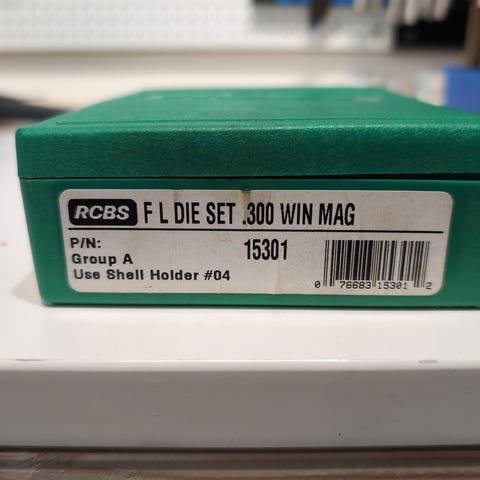 RCBS F L DIE SET .300 WIN MAG
P/N: 15301
Group A
Use Shell Holder #04
0 76683 15301 2